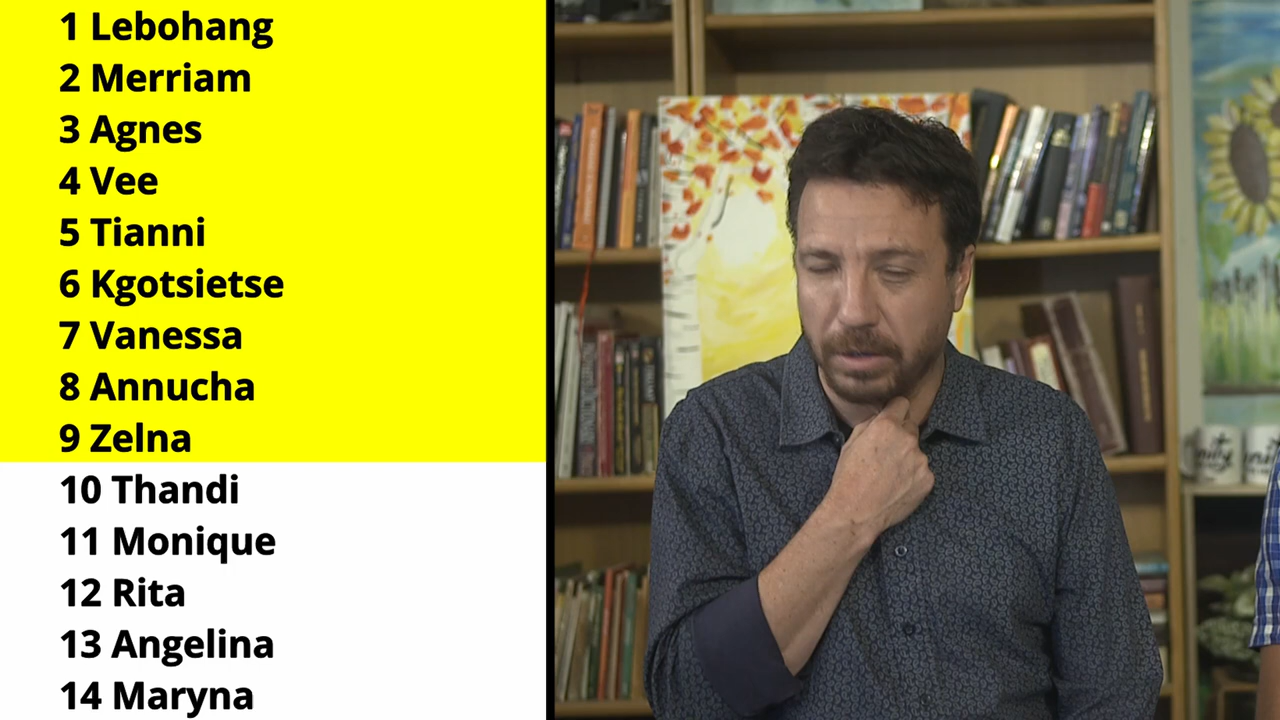 1 Lebohang
2 Merriam
3 Agnes
4 Vee
5 Tianni
6 Kgotsietse
7 Vanessa
8 Annucha
9 Zelna
10 Thandi
11 Monique
12 Rita
13 Angelina
14 Maryna